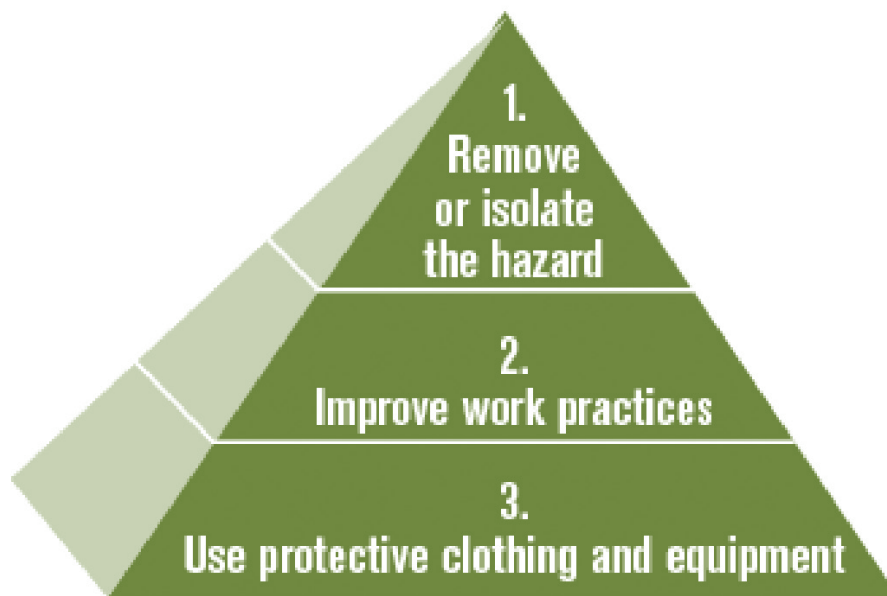 1.
Remove
or isolate
the hazard
2.
Improve work practices
3.
Use protective clothing and equipment